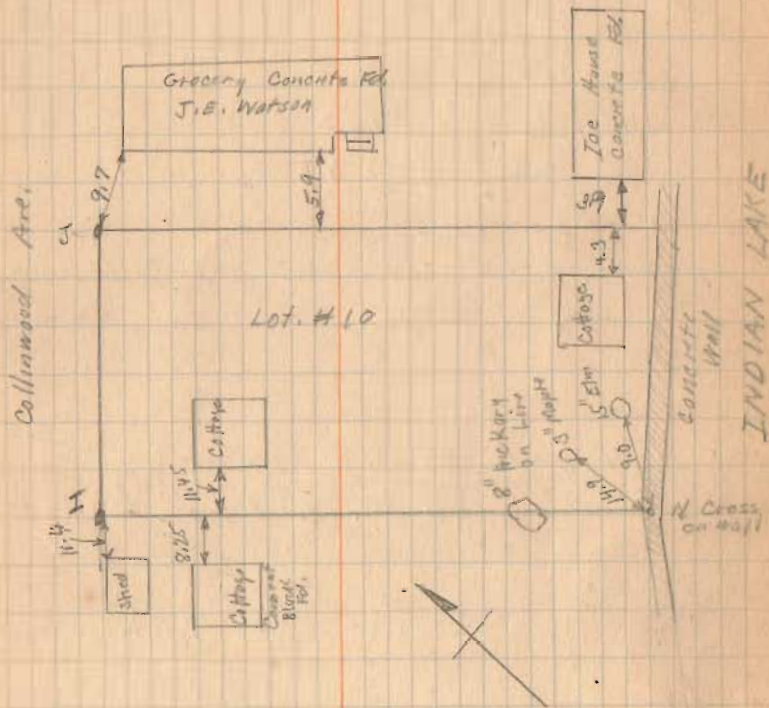 Grocery Concrete Fd.
J.E. Watson
Ice House
Concrete Fd.
Collinwood Ave.
9.7
5.9
3.9
4.3
G
Lot. #10
Cottage
Cottage
11.45
8" Hickory
on Line
5" Maple
15" Elm
14.9
9.0
Concrete
Wall
INDIAN LAKE
H
11.4
8.25
Shed
Cottage
Cement
Block
Fd.
Cross
on wall